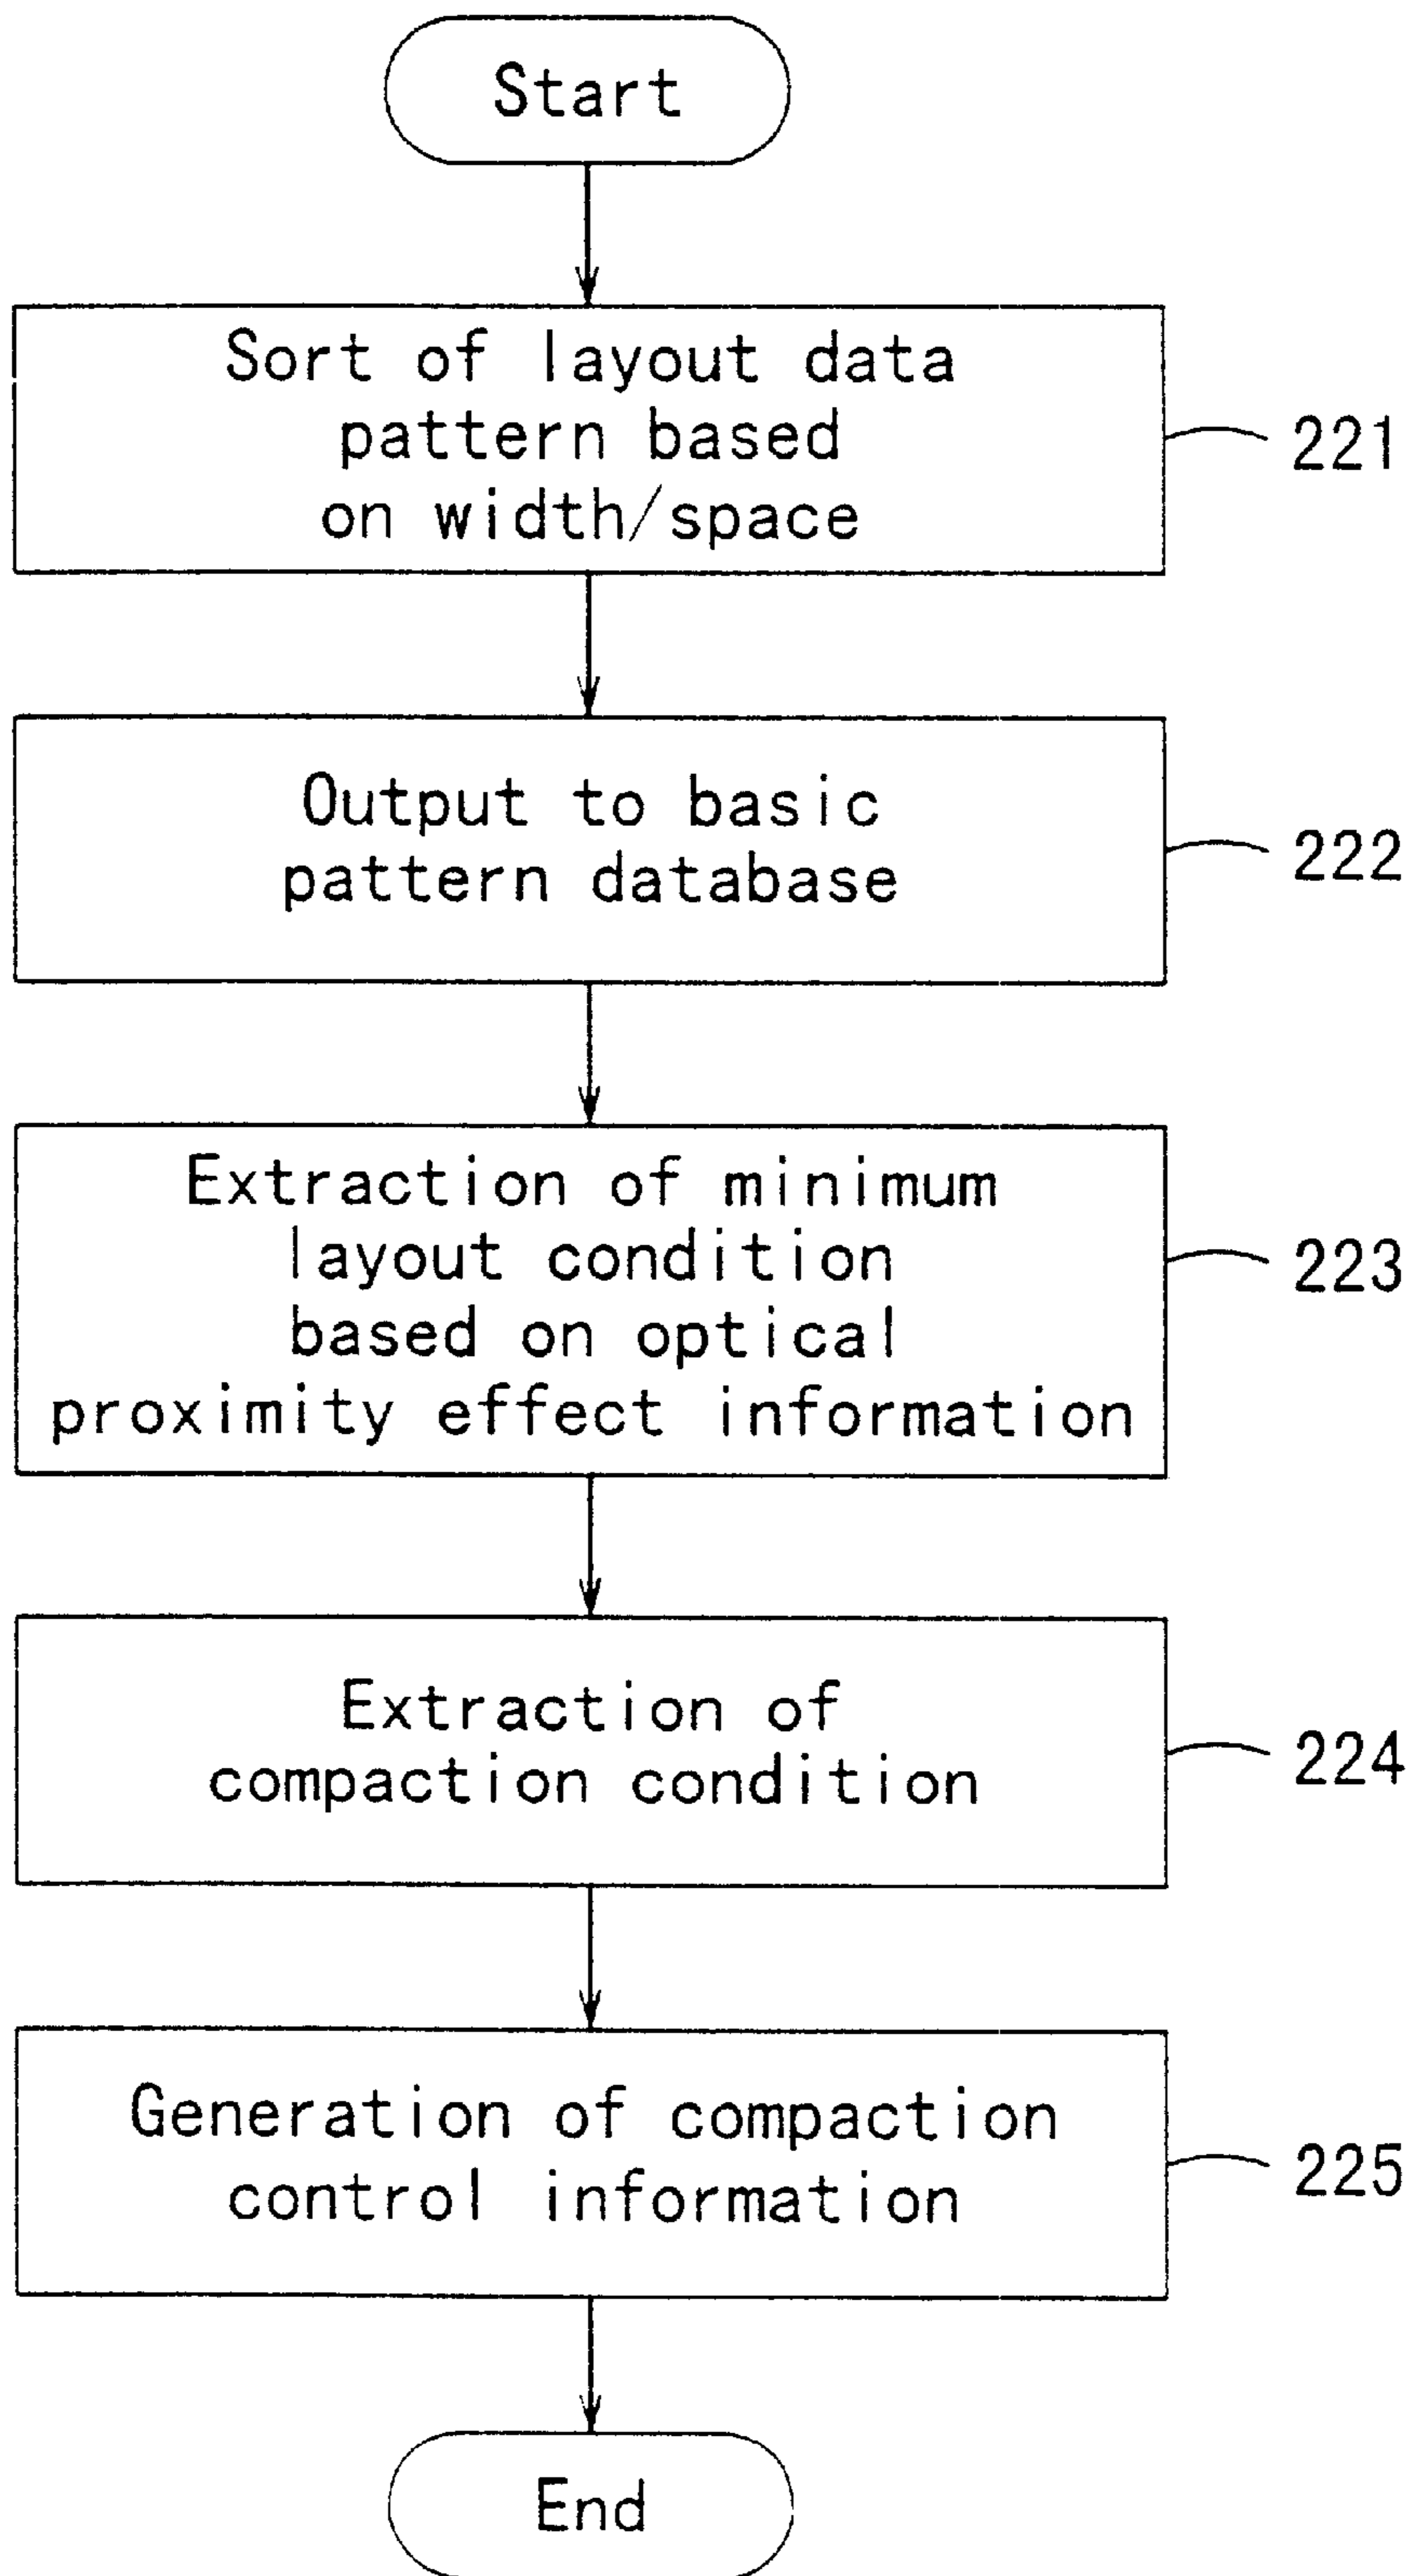 Start
Sort of layout data
pattern based
on width/space
221
Output to basic
pattern database
222
Extraction of minimum
layout condition
based on optical
proximity effect information
223
Extraction of
compaction condition
224
Generation of compaction
control information
225
End